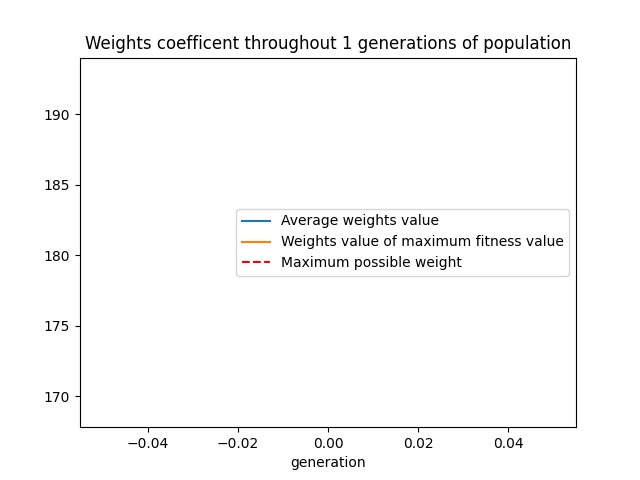 Weights coefficent throughout 1 generations of population
190
185
180
175
170
Average weights value
Weights value of maximum fitness value
Maximum possible weight
−0.04 −0.02 0.00 0.02 0.04
generation